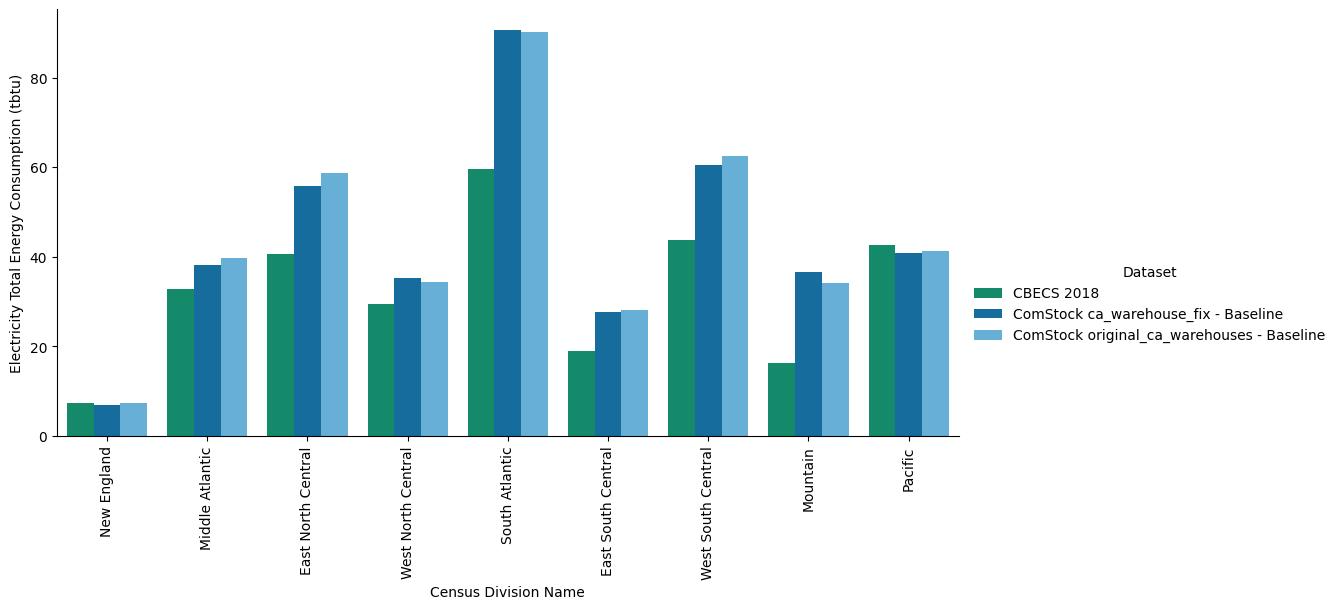 Electricity Total Energy Consumption (tbtu)
80
60
40
20
0
New England
Middle Atlantic
East North Central
West North Central
South Atlantic
East South Central
West South Central
Mountain
Pacific
Census Division Name
Dataset
CBECS 2018
ComStock ca_warehouse_fix - Baseline
ComStock original_ca_warehouses - Baseline